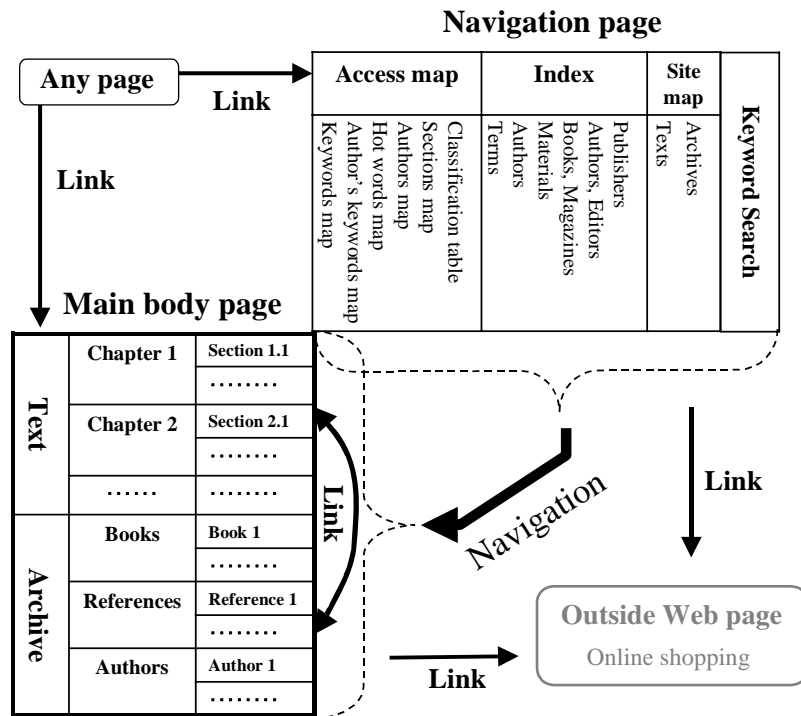 Navigation page
Any page
Link
Access map
Index
Site
map
Keyword Search
Classification table
Sections map
Authors map
Hot words map
Author's keywords map
Keywords map
Publishers
Authors, Editors
Books, Magazines
Materials
Authors
Terms
Archives
Texts
Link
Main body page
Text
Chapter 1
Section 1.1
........
Chapter 2
Section 2.1
........
......
........
Archive
Books
Book 1
........
References
Reference 1
........
Authors
Author 1
........
Link
Navigation
Link
Link
Outside Web page
Online shopping